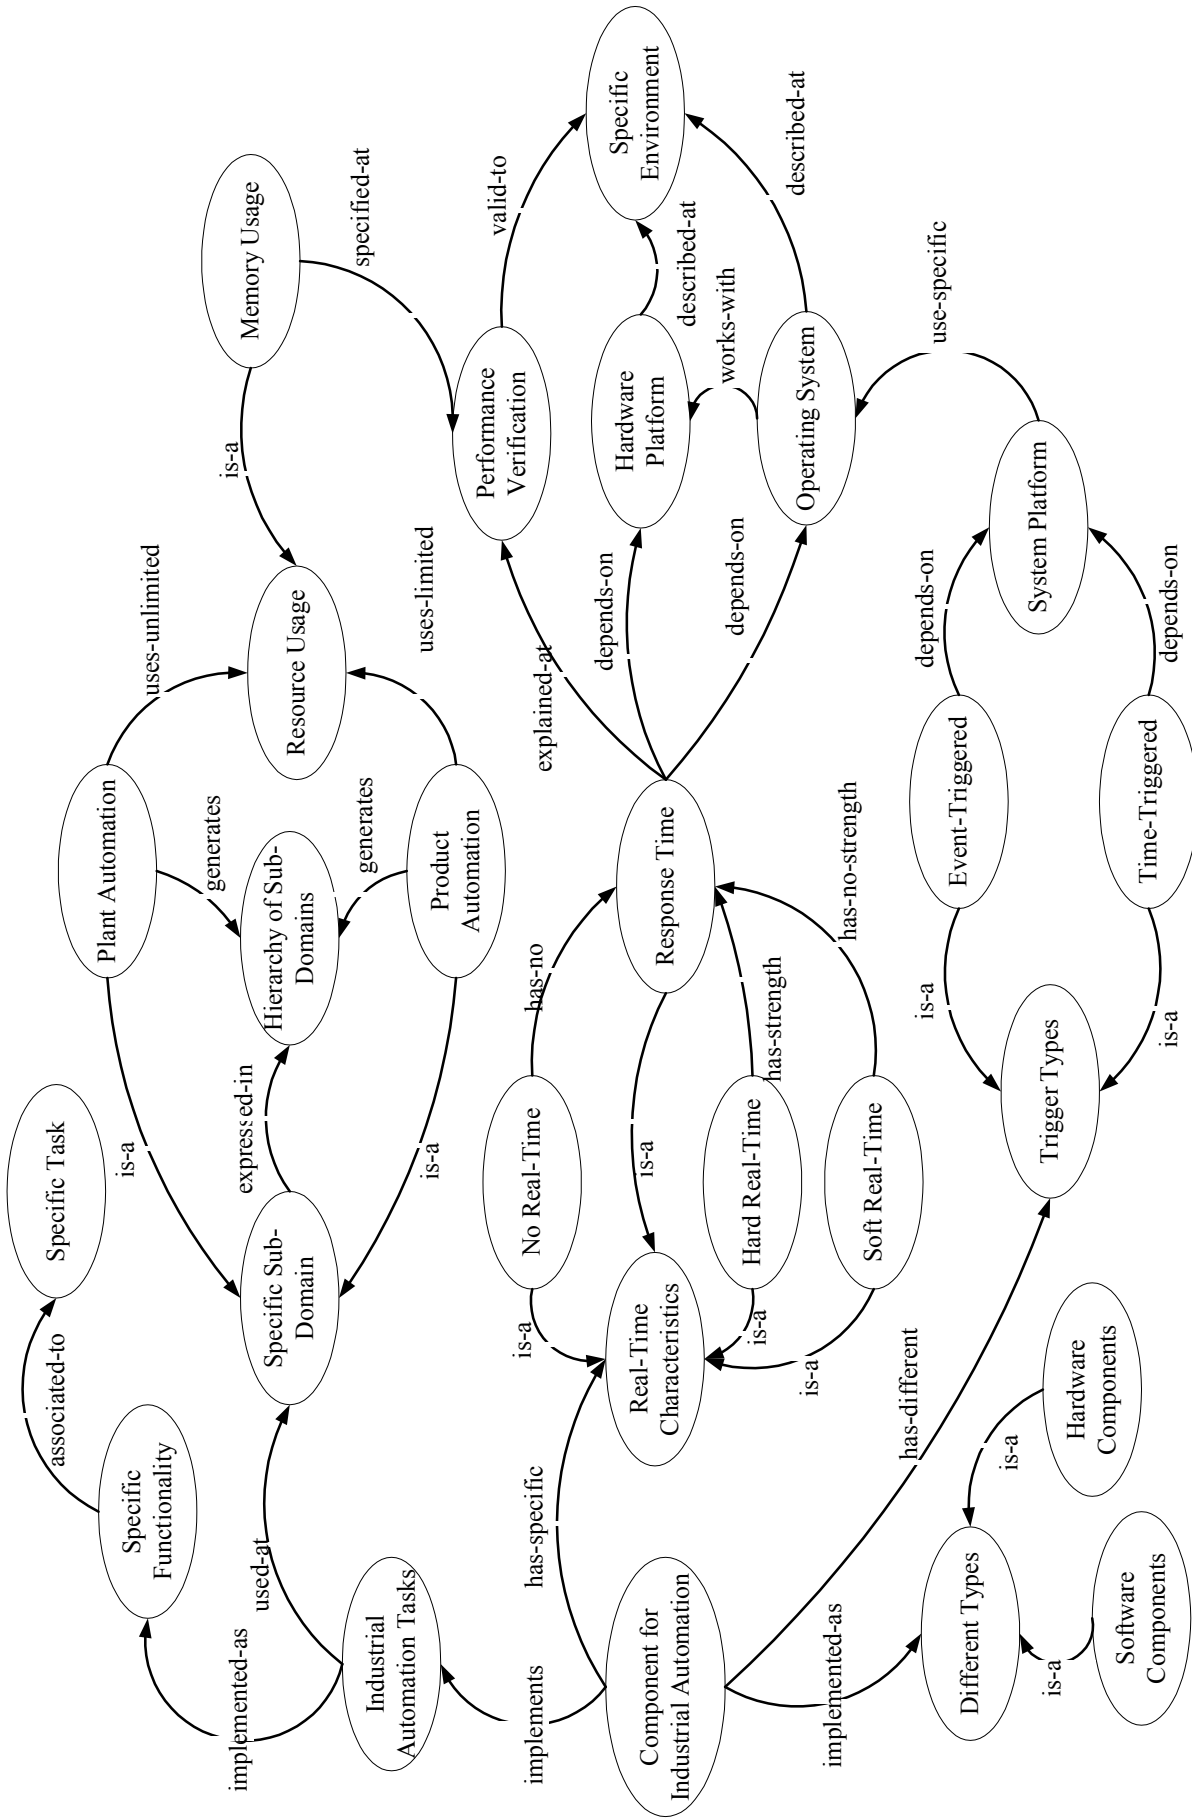 Specific
Functionality
associated-to
Specific Task
implemented-as
used-at
Industrial
Automation Tasks
Specific Sub-
Domain
is-a
expressed-in
is-a
Plant Automation
generates
Hierarchy of Sub-
Domains
generates
Product
Automation
uses-unlimited
Resource Usage
uses-limited
is-a
Memory Usage
specified-at
implements
Component for
Industrial Automation
has-specific
Real-Time
Characteristics
is-a
is-a
is-a
is-a
No Real-Time
Hard Real-Time
Soft Real-Time
has-no
has-strength
has-no-strength
Response Time
explained-at
depends-on
depends-on
Performance
Verification
valid-to
Hardware
Platform
described-at
works-with
Operating System
described-at
Specific
Environment
implemented-as
has-different
Different Types
is-a
Hardware
Components
is-a
Software
Components
Trigger Types
is-a
is-a
Event-Triggered
Time-Triggered
depends-on
depends-on
System Platform
use-specific